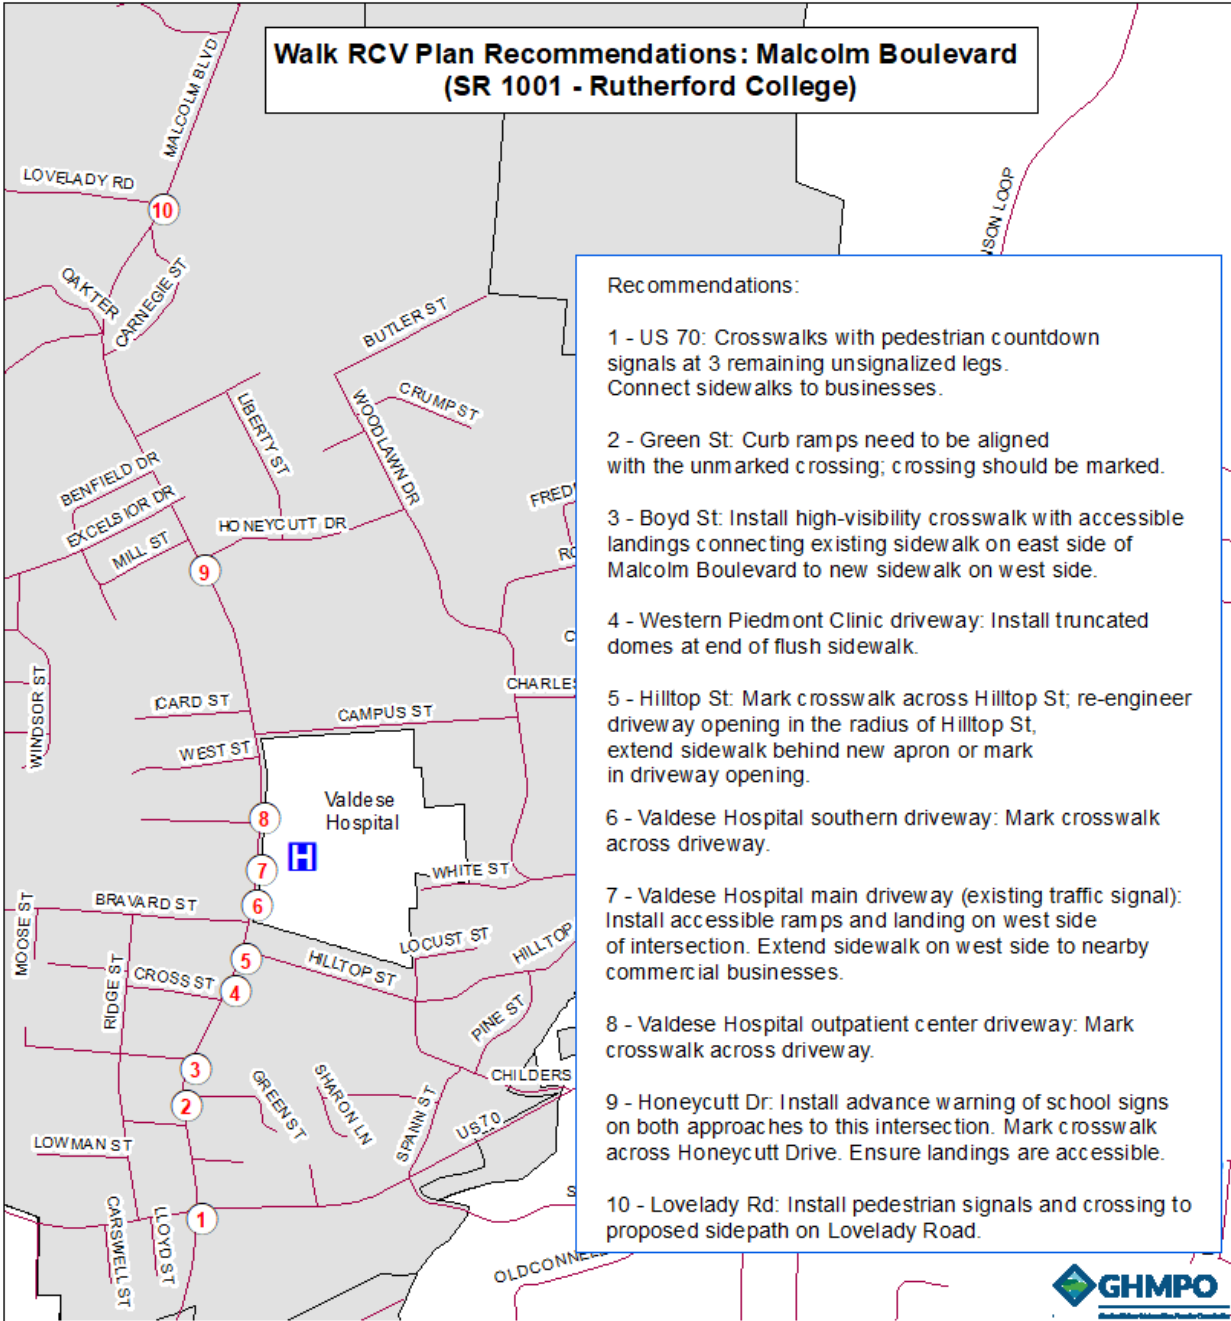 Walk RCV Plan Recommendations: Malcolm Boulevard
(SR 1001 - Rutherford College)
MALCOLM BLVD
LOVELADY RD
10
NSON LOOP
OAKTER
CARNEGIE ST
BUTLER ST
CRUMP ST
LIBERTY ST
WOODLAWN DR
BENFIELD DR
EXCELSIOR DR
MILL ST
HONEYCUTT DR
FRED
RO
9
C
WINDSOR ST
ICARD ST
CHARLES
CAMPUS ST
WEST ST
Valdese
Hospital
8
H
7
WHITE ST
MOOSE ST
BRAVARD ST
6
LOCUST ST
HILLTOP
5
HILLTOP ST
CROSS ST
RIDGE ST
4
PINE ST
3
CHILDERS
2
GREEN ST
SHARON LN
SPANN ST
US 70
LOWMAN ST
CARSWELL ST
LLOYD ST
1
S
OLD CONNELL
Recommendations:
1 - US 70: Crosswalks with pedestrian countdown
signals at 3 remaining unsignalized legs.
Connect sidewalks to businesses.
2 - Green St: Curb ramps need to be aligned
with the unmarked crossing; crossing should be marked.
3 - Boyd St: Install high-visibility crosswalk with accessible
landings connecting existing sidewalk on east side of
Malcolm Boulevard to new sidewalk on west side.
4 - Western Piedmont Clinic driveway: Install truncated
domes at end of flush sidewalk.
5 - Hilltop St: Mark crosswalk across Hilltop St; re-engineer
driveway opening in the radius of Hilltop St,
extend sidewalk behind new apron or mark
in driveway opening.
6 - Valdese Hospital southern driveway: Mark crosswalk
across driveway.
7 - Valdese Hospital main driveway (existing traffic signal):
Install accessible ramps and landing on west side
of intersection. Extend sidewalk on west side to nearby
commercial businesses.
8 - Valdese Hospital outpatient center driveway: Mark
crosswalk across driveway.
9 - Honeycutt Dr: Install advance warning of school signs
on both approaches to this intersection. Mark crosswalk
across Honeycutt Drive. Ensure landings are accessible.
10 - Lovelady Rd: Install pedestrian signals and crossing to
proposed sidepath on Lovelady Road.
GHMPO